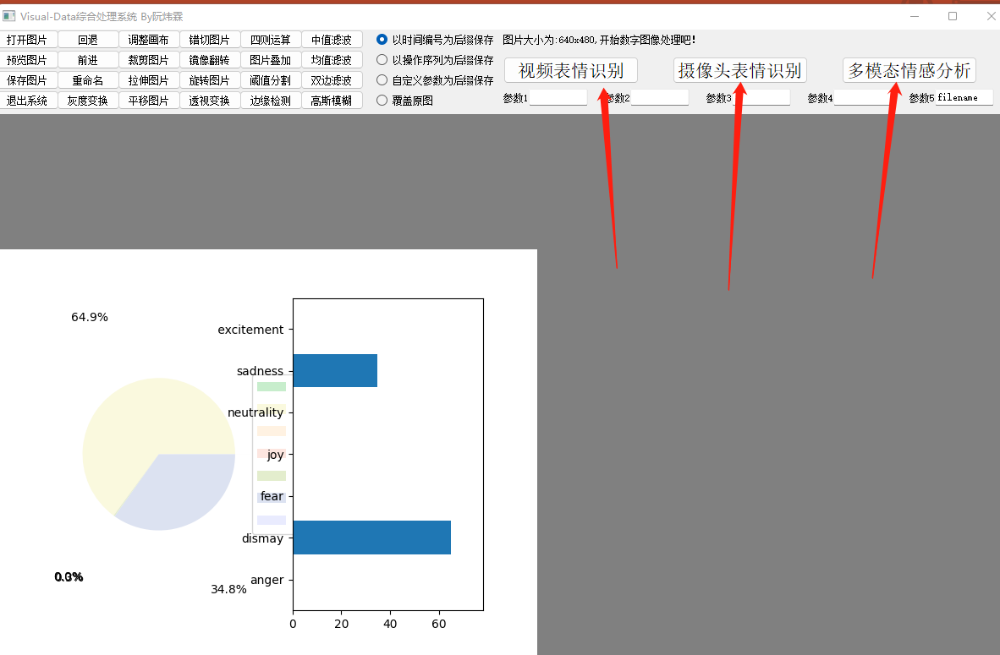 Visual-Data综合处理系统 By阮炜霖
打开图片 回退 调整画布 错切图片 四则运算 中值滤波 以时间编号为后缀保存 图片大小为:640x480,开始数字图像处理吧!
预览图片 前进 裁剪图片 镜像翻转 图片叠加 均值滤波 以操作序列为后缀保存
视频表情识别 摄像头表情识别 多模态情感分析
保存图片 重命名 拉伸图片 旋转图片 阈值分割 双边滤波 自定义参数为后缀保存
退出系统 灰度变换 平移图片 透视变换 边缘检测 高斯模糊 覆盖原图
参数1 参数2 参数3 参数4 参数5 filename
64.9%
excitement
sadness
neutrality
joy
fear
dismay
anger
34.8%
0 20 40 60